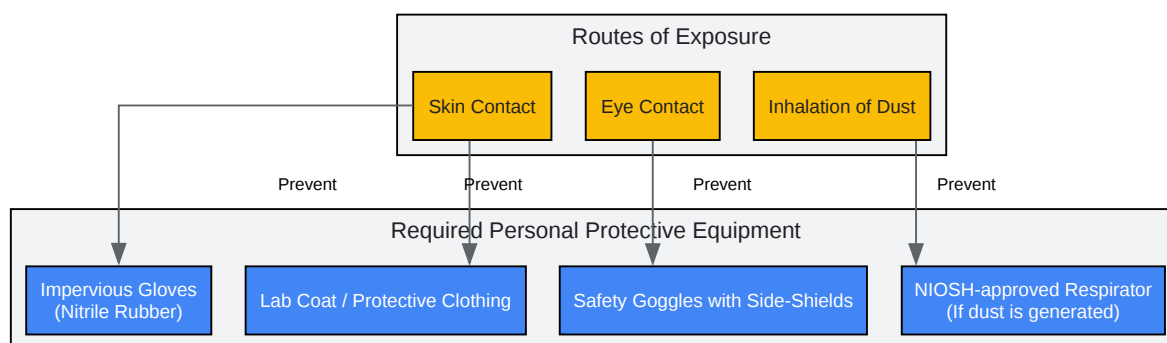 Routes of Exposure
Skin Contact
Eye Contact
Inhalation of Dust
Prevent
Prevent
Prevent
Prevent
Required Personal Protective Equipment
Impervious Gloves
(Nitrile Rubber)
Lab Coat / Protective Clothing
Safety Goggles with Side-Shields
NIOSH-approved Respirator
(If dust is generated)